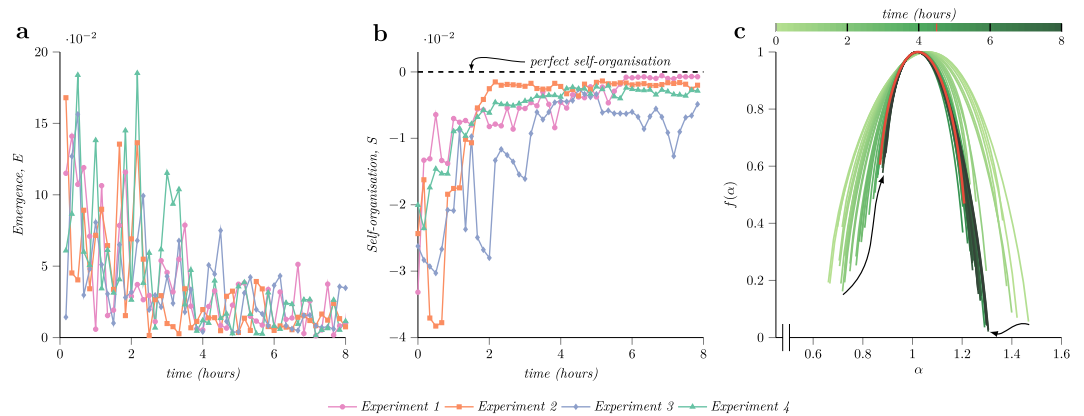 a
·10⁻²
20
15
10
5
0
Emergence, E
0 2 4 6 8
time (hours)
b
·10⁻²
perfect self-organisation
0
−1
−2
−3
−4
Self-organisation, S
0 2 4 6 8
time (hours)
c
time (hours)
0 2 4 6 8
1
0.8
0.6
0.4
0.2
0
f(α)
0.6 0.8 1 1.2 1.4 1.6
α
Experiment 1 Experiment 2 Experiment 3 Experiment 4